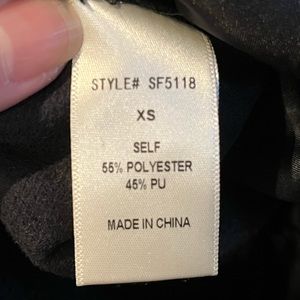 STYLE# SF5118
XS
SELF
55% POLYESTER
45% PU
MADE IN CHINA